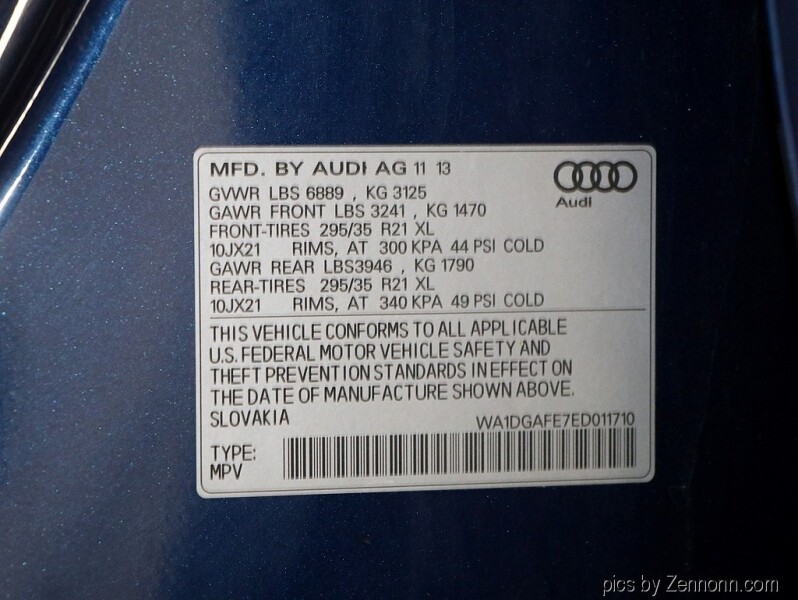 MFD. BY AUDI AG 11 13
GVWR LBS 6889 , KG 3125
GAWR FRONT LBS 3241 , KG 1470
FRONT-TIRES 295/35 R21 XL
10JX21 RIMS, AT 300 KPA 44 PSI COLD
GAWR REAR LBS3946 , KG 1790
REAR-TIRES 295/35 R21 XL
10JX21 RIMS, AT 340 KPA 49 PSI COLD
Audi
THIS VEHICLE CONFORMS TO ALL APPLICABLE
U.S. FEDERAL MOTOR VEHICLE SAFETY AND
THEFT PREVENTION STANDARDS IN EFFECT ON
THE DATE OF MANUFACTURE SHOWN ABOVE.
SLOVAKIA
WA1DGAFE7ED011710
TYPE:
MPV
pics by Zennonn.com